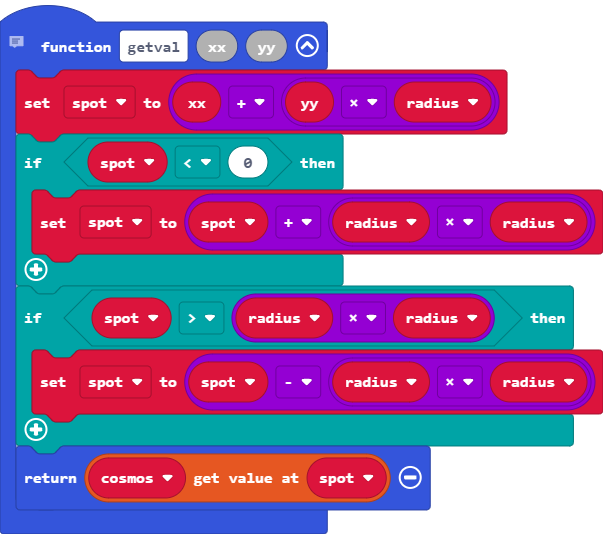 function getval xx yy
set spot to xx + yy × radius
if spot < 0 then
set spot to spot + radius × radius
if spot > radius × radius then
set spot to spot - radius × radius
return cosmos get value at spot